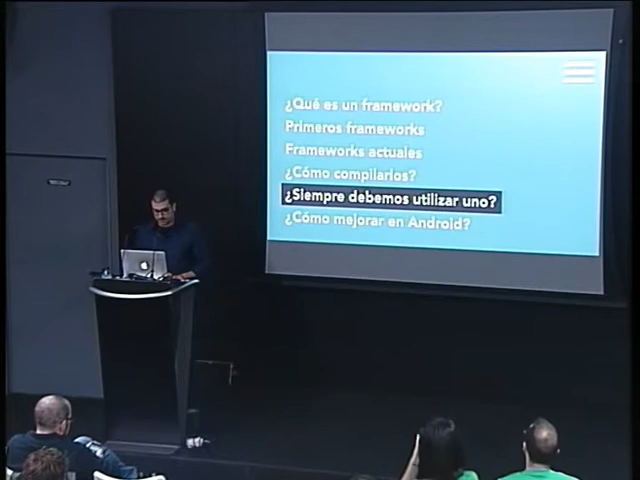 ¿Qué es un framework?
Primeros frameworks
Frameworks actuales
¿Cómo compilarlos?
¿Siempre debemos utilizar uno?
¿Cómo mejorar en Android?